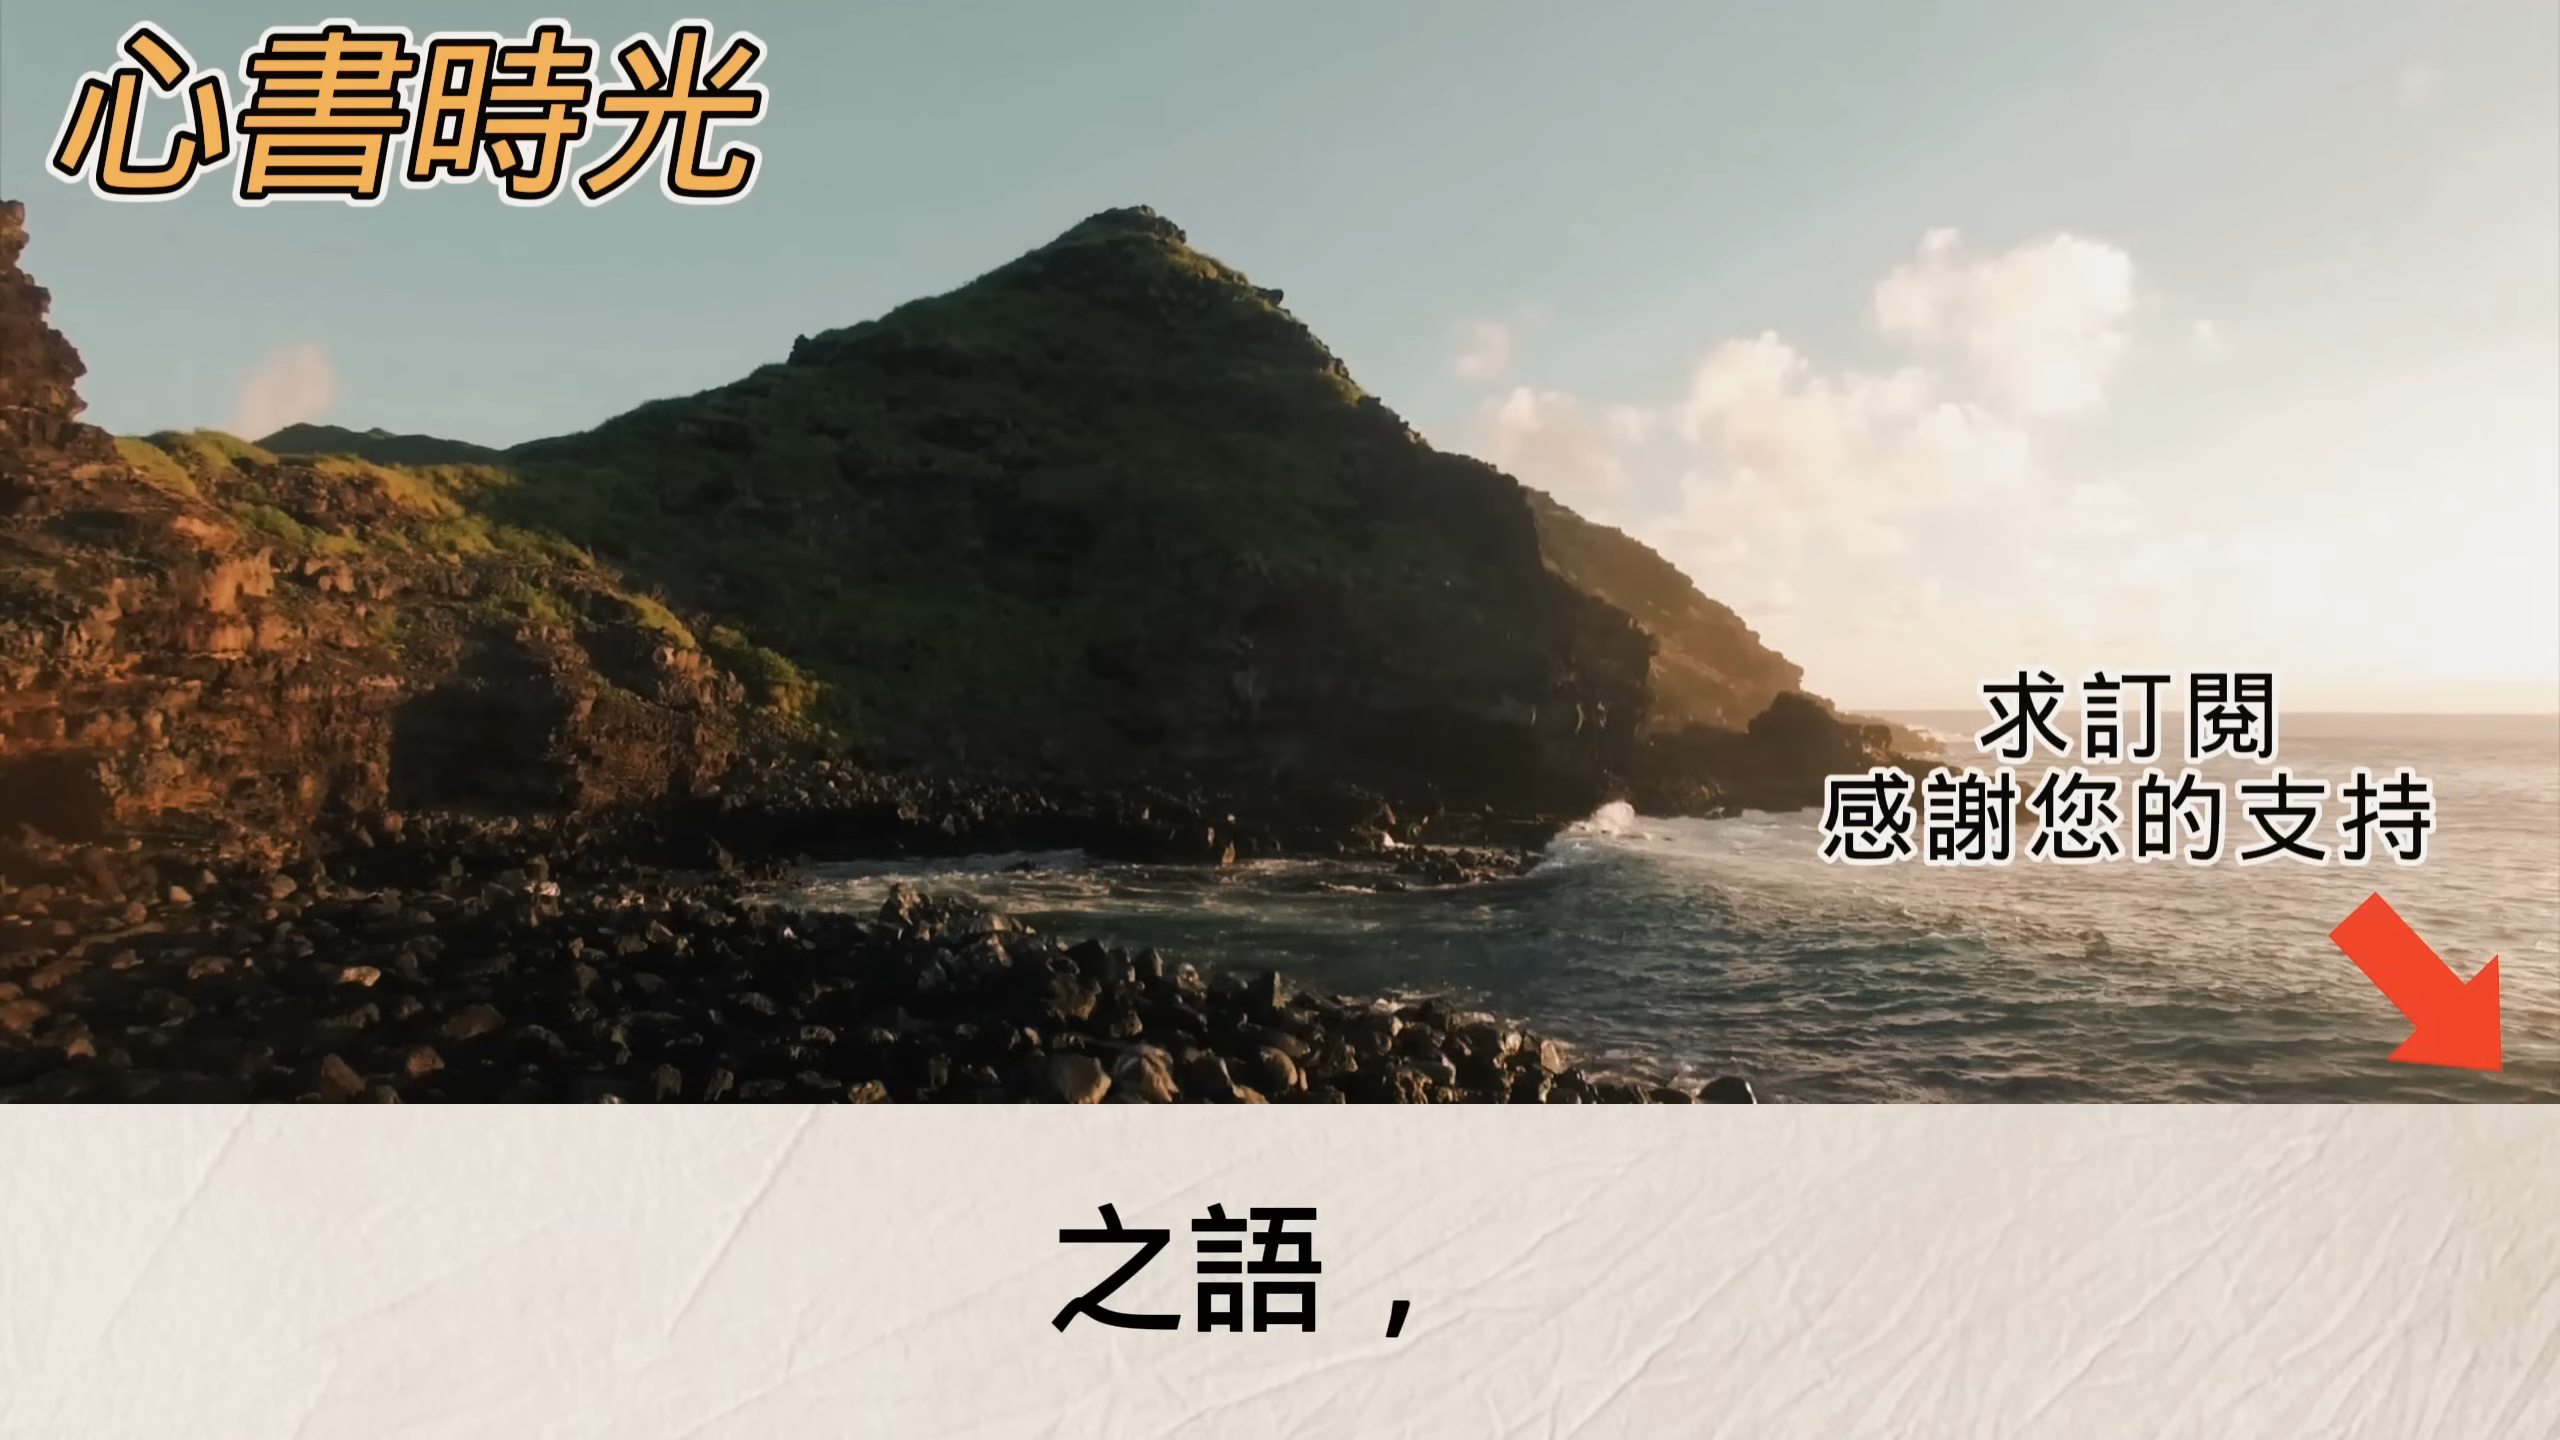 心書時光
求訂閱
感謝您的支持
之語，